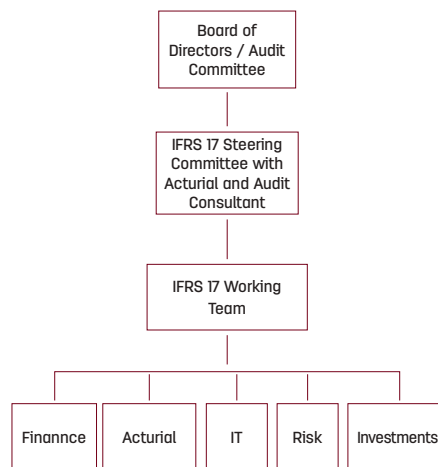 Board of
Directors / Audit
Committee
IFRS 17 Steering
Committee with
Acturial and Audit
Consultant
IFRS 17 Working
Team
Finannce
Acturial
IT
Risk
Investments